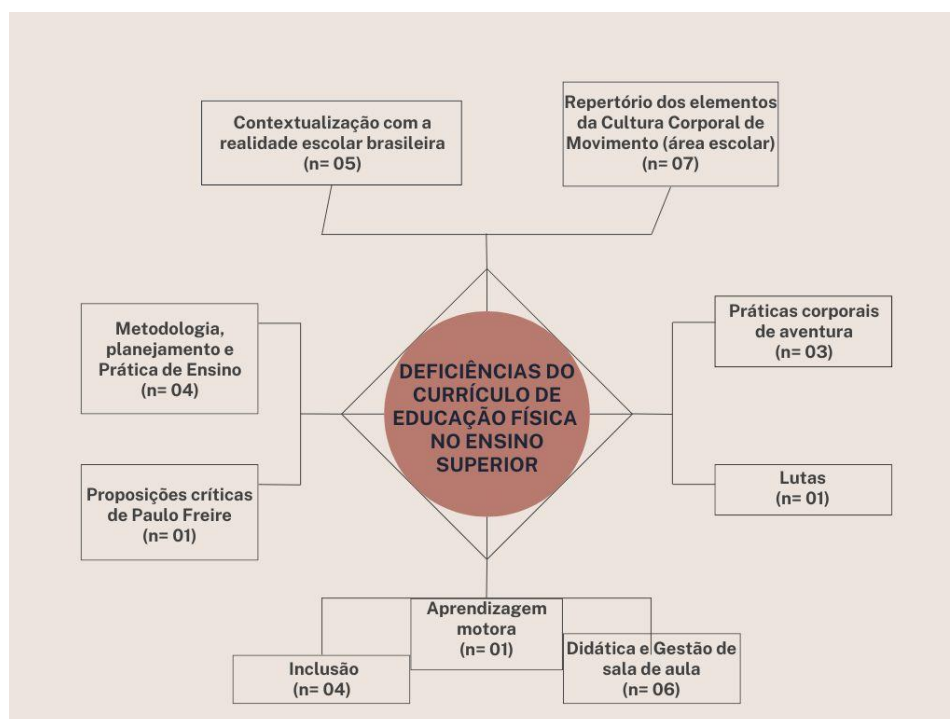 Contextualização com a
realidade escolar brasileira
(n= 05)
Repertório dos elementos
da Cultura Corporal de
Movimento (área escolar)
(n= 07)
Metodologia,
planejamento e
Prática de Ensino
(n= 04)
Práticas corporais
de aventura
(n= 03)
DEFICIÊNCIAS DO
CURRÍCULO DE
EDUCAÇÃO FÍSICA
NO ENSINO
SUPERIOR
Proposições críticas
de Paulo Freire
(n= 01)
Lutas
(n= 01)
Inclusão
(n= 04)
Aprendizagem
motora
(n= 01)
Didática e Gestão de
sala de aula
(n= 06)